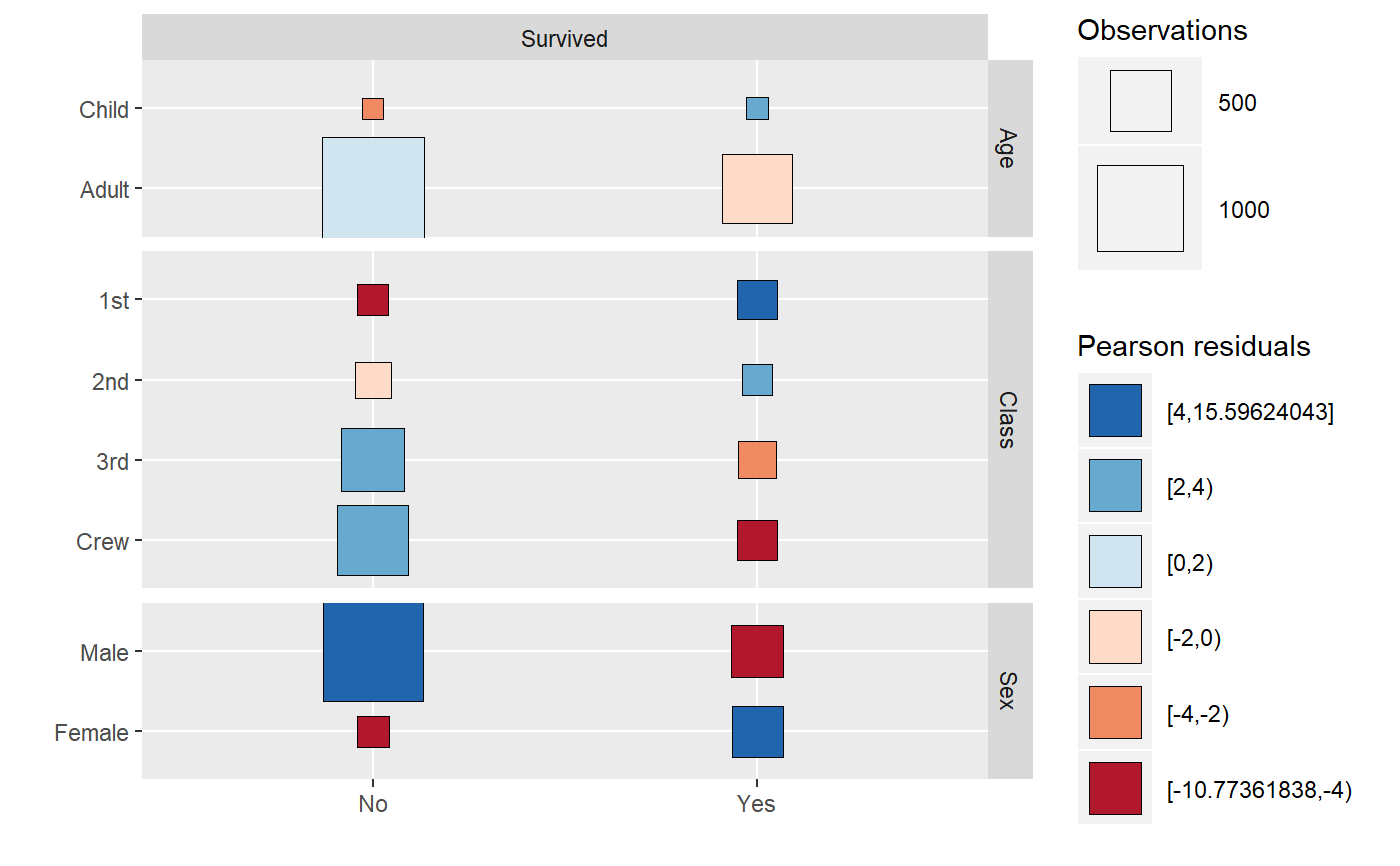 Survived
Child
Adult
Age
1st
2nd
3rd
Crew
Class
Male
Female
Sex
No
Yes
Observations
500
1000
Pearson residuals
[4,15.59624043]
[2,4)
[0,2)
[-2,0)
[-4,-2)
[-10.77361838,-4)